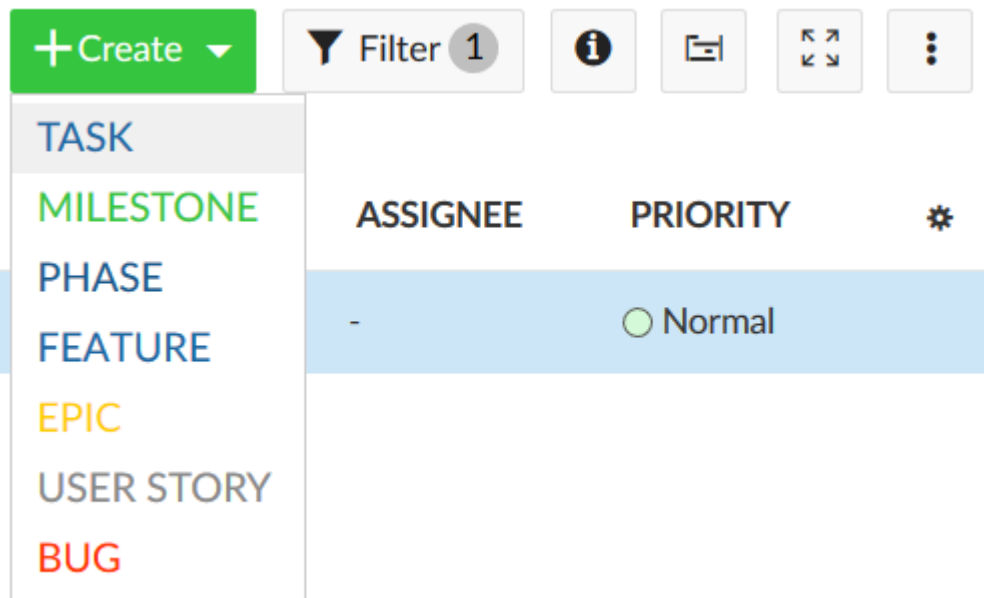 Create
Filter 1
TASK
MILESTONE
ASSIGNEE PRIORITY
PHASE
- Normal
FEATURE
EPIC
USER STORY
BUG